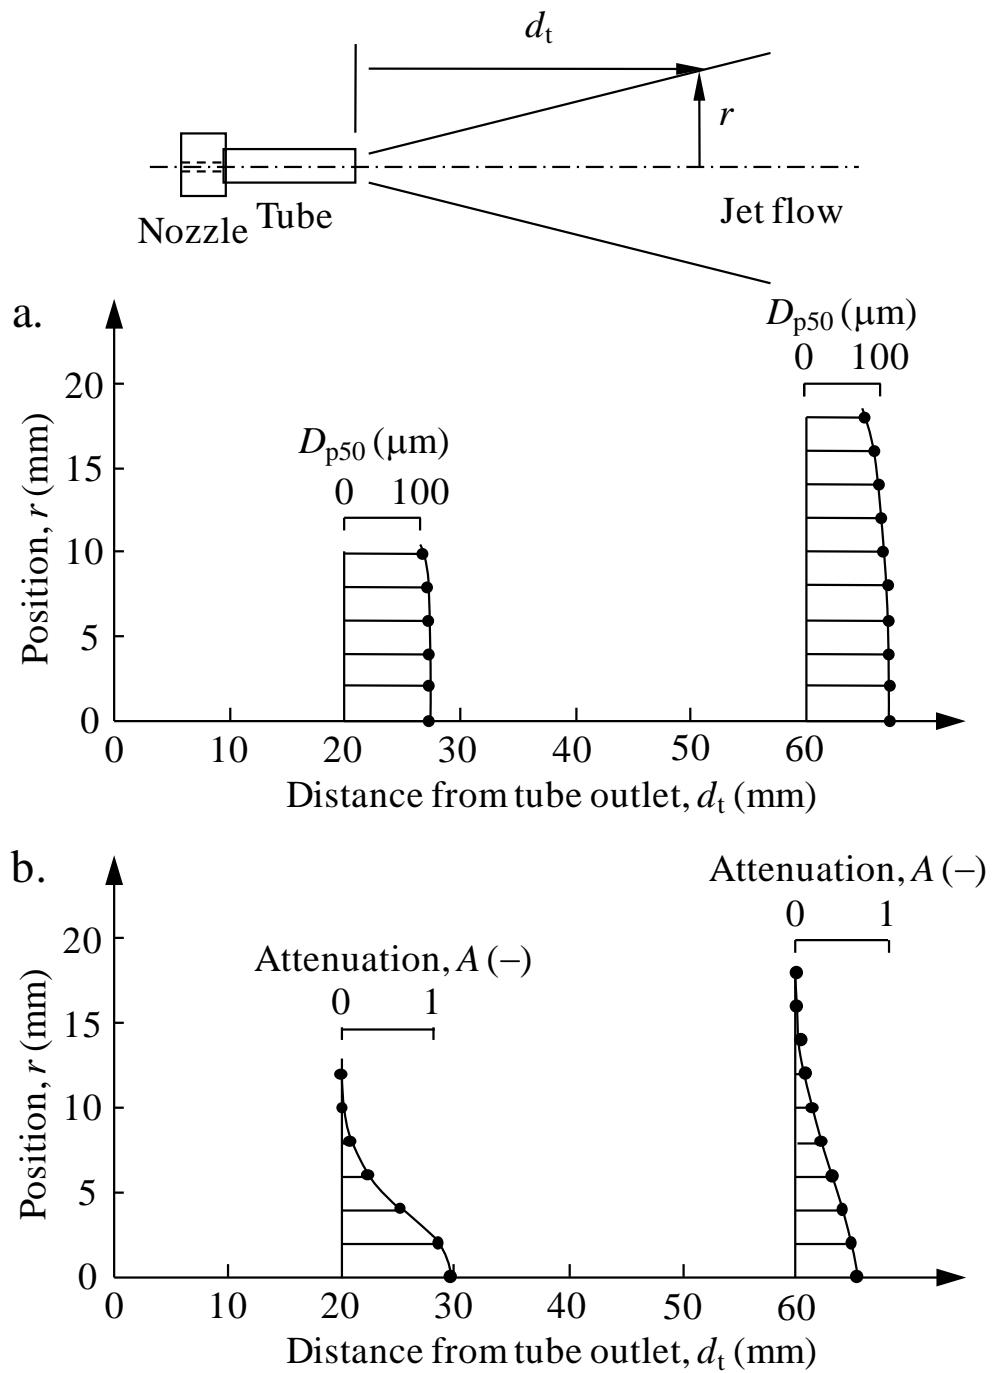 d_t
r
Nozzle Tube Jet flow
a.
D_p50 (μm)
0 100
D_p50 (μm)
0 100
20
15
10
5
0
Position, r (mm)
0 10 20 30 40 50 60
Distance from tube outlet, d_t (mm)
b.
Attenuation, A (–)
0 1
Attenuation, A (–)
0 1
20
15
10
5
0
Position, r (mm)
0 10 20 30 40 50 60
Distance from tube outlet, d_t (mm)